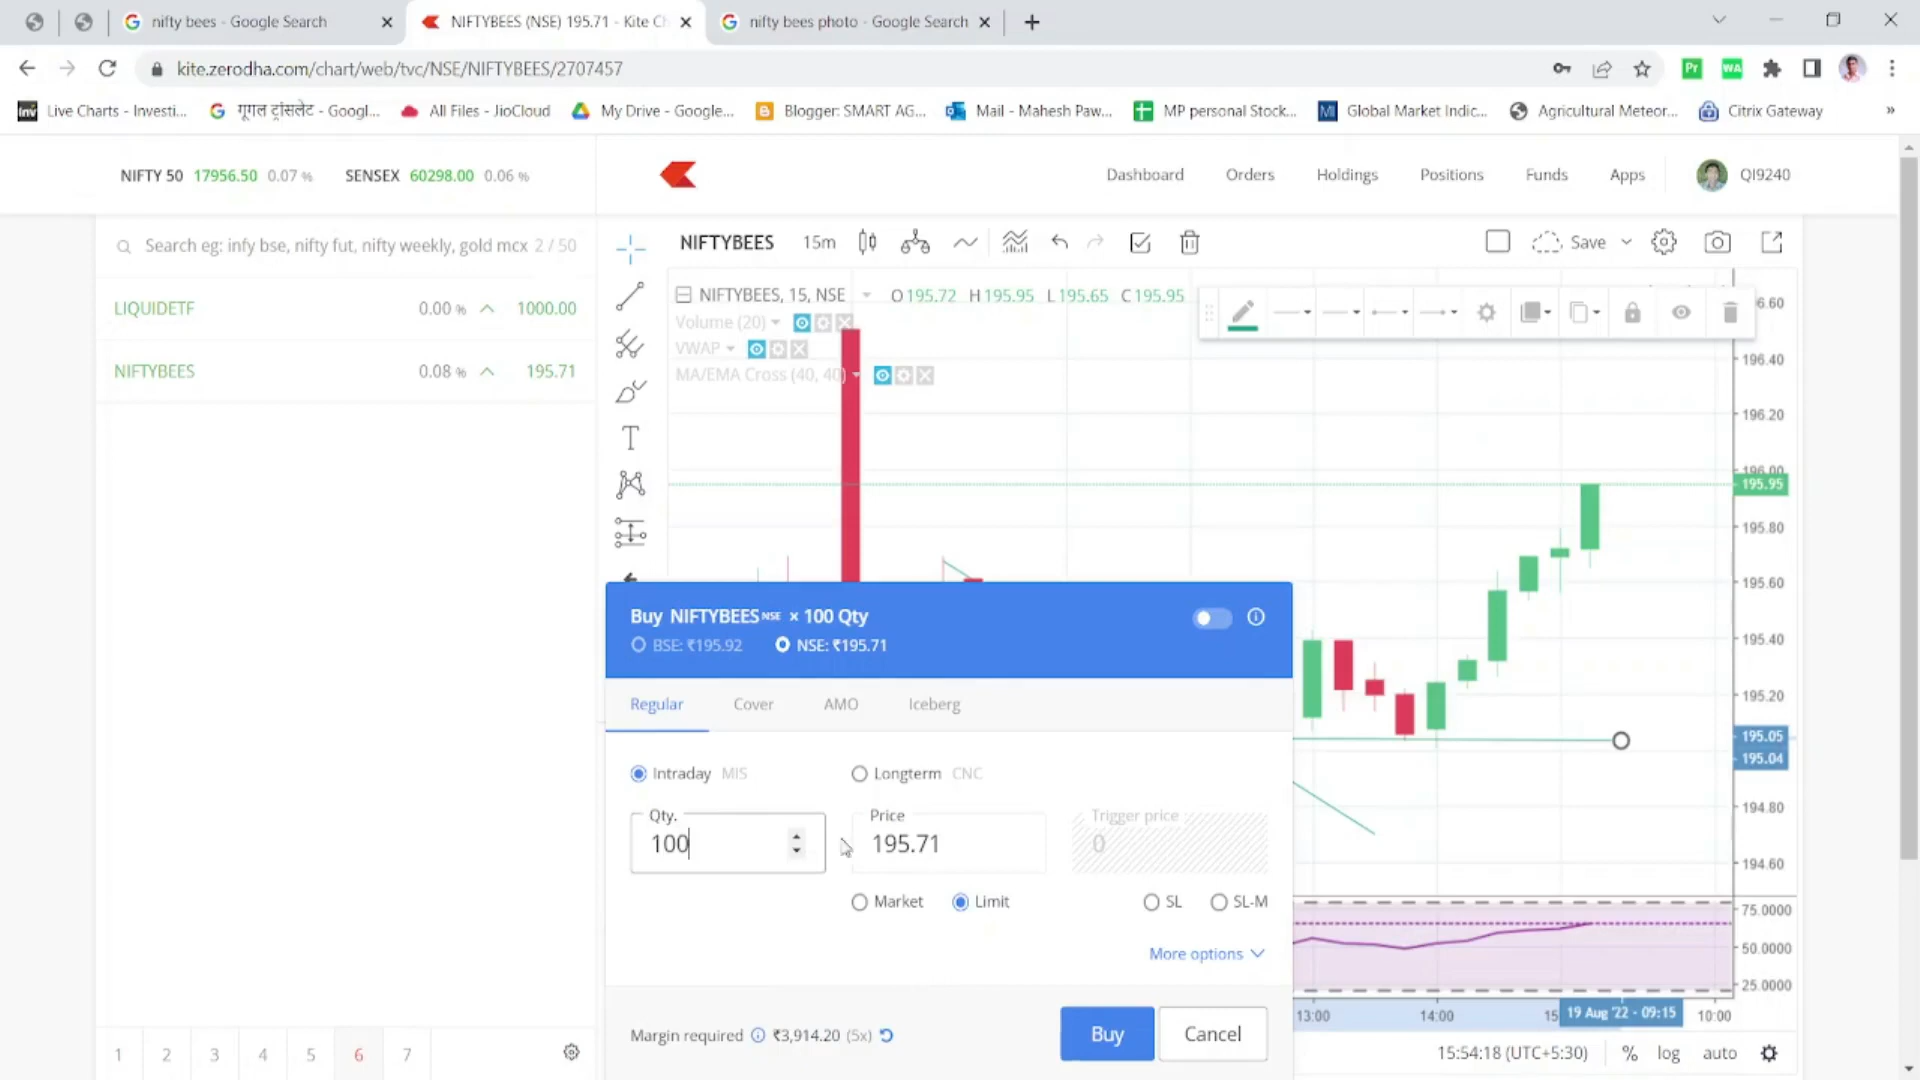 nifty bees - Google Search
NIFTYBEES (NSE) 195.71 - Kite Ch
nifty bees photo - Google Search
kite.zerodha.com/chart/web/tvc/NSE/NIFTYBEES/2707457
Pr
WA
inv Live Charts - Investi...
गूगल ट्रांसलेट - Googl...
All Files - JioCloud
My Drive - Google...
Blogger: SMART AG...
Mail - Mahesh Paw...
MP personal Stock...
MI Global Market Indic...
Agricultural Meteor...
Citrix Gateway
»
NIFTY 50 17956.50 0.07 %
SENSEX 60298.00 0.06 %
Dashboard
Orders
Holdings
Positions
Funds
Apps
QI9240
Search eg: infy bse, nifty fut, nifty weekly, gold mcx 2 / 50
LIQUIDETF 0.00 % 1000.00
NIFTYBEES 0.08 % 195.71
NIFTYBEES 15m
Save
NIFTYBEES, 15, NSE O195.72 H195.95 L195.65 C195.95
Volume (20)
VWAP
MA/EMA Cross (40, 40)
T
196.40
196.20
196.00
195.95
195.80
195.60
195.40
195.20
195.05
195.04
194.80
194.60
75.0000
50.0000
25.0000
Buy NIFTYBEES NSE × 100 Qty
BSE: ₹195.92 NSE: ₹195.71
Regular Cover AMO Iceberg
Intraday MIS Longterm CNC
Qty. Price Trigger price
100 195.71 0
Market Limit SL SL-M
More options
Margin required ₹3,914.20 (5x)
Buy Cancel
13:00 14:00 15 19 Aug '22 - 09:15 10:00
15:54:18 (UTC+5:30) % log auto
1 2 3 4 5 6 7